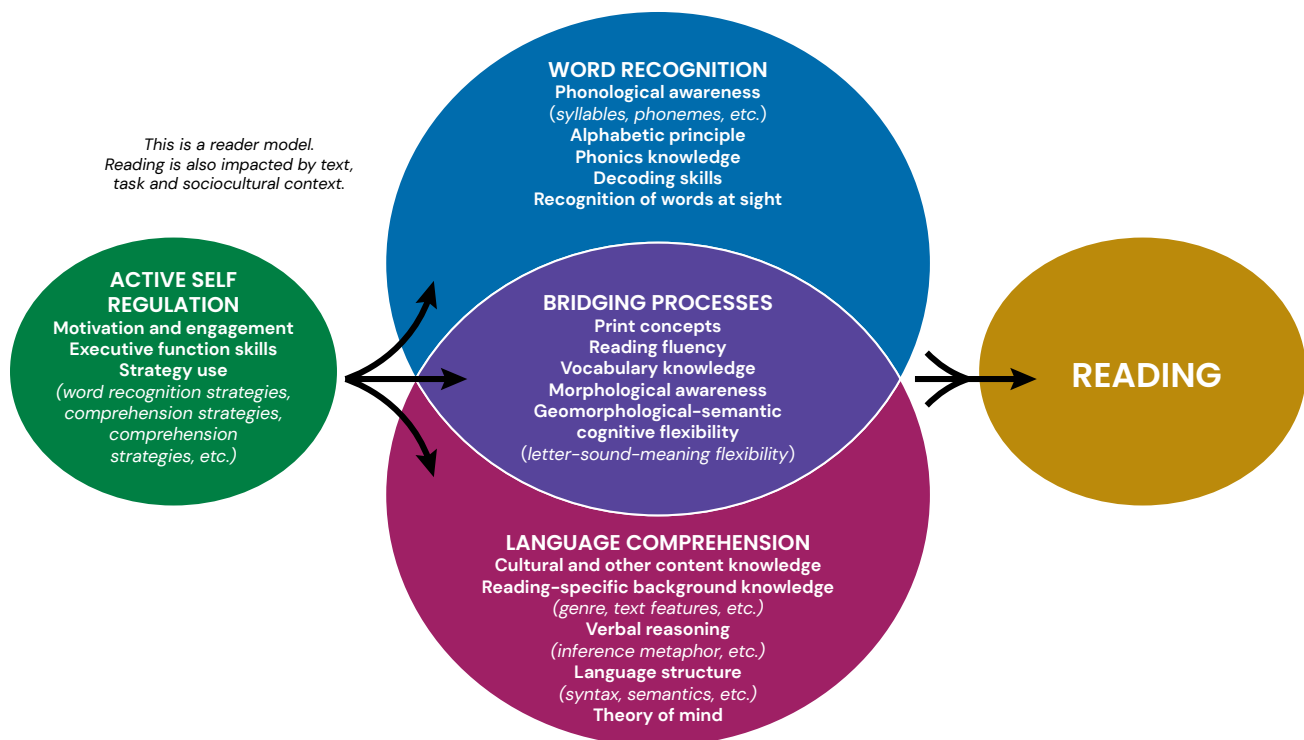 WORD RECOGNITION
Phonological awareness
(syllables, phonemes, etc.)
Alphabetic principle
Phonics knowledge
Decoding skills
Recognition of words at sight
This is a reader model.
Reading is also impacted by text,
task and sociocultural context.
ACTIVE SELF
REGULATION
Motivation and engagement
Executive function skills
Strategy use
(word recognition strategies,
comprehension strategies,
comprehension
strategies, etc.)
BRIDGING PROCESSES
Print concepts
Reading fluency
Vocabulary knowledge
Morphological awareness
Geomorphological-semantic
cognitive flexibility
(letter-sound-meaning flexibility)
READING
LANGUAGE COMPREHENSION
Cultural and other content knowledge
Reading-specific background knowledge
(genre, text features, etc.)
Verbal reasoning
(inference metaphor, etc.)
Language structure
(syntax, semantics, etc.)
Theory of mind